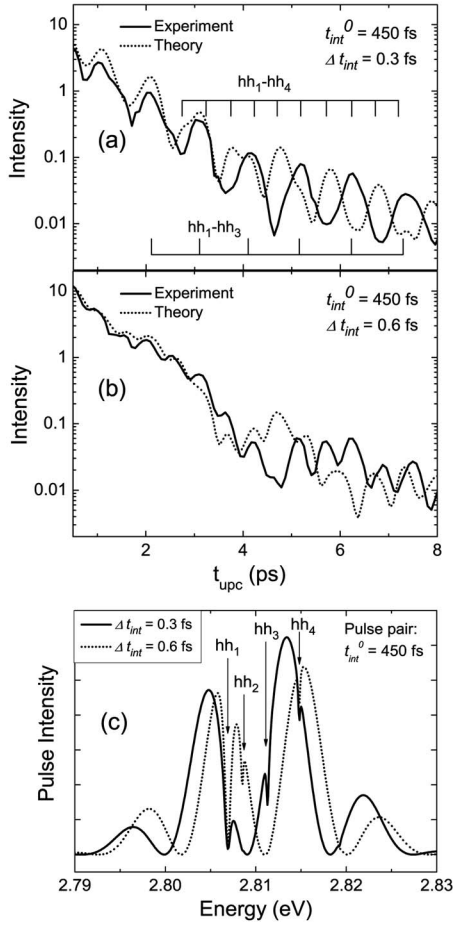 Experiment
Theory
t_int^0 = 450 fs
Δ t_int = 0.3 fs
hh₁-hh₄
(a)
hh₁-hh₃
Intensity
10
1
0.1
0.01
Experiment
Theory
t_int^0 = 450 fs
Δ t_int = 0.6 fs
(b)
Intensity
10
1
0.1
0.01
2 4 6 8
t_upc (ps)
Δ t_int = 0.3 fs
Δ t_int = 0.6 fs
hh₁
hh₂
hh₃
hh₄
Pulse pair:
t_int^0 = 450 fs
(c)
Pulse Intensity
2.79 2.80 2.81 2.82 2.83
Energy (eV)